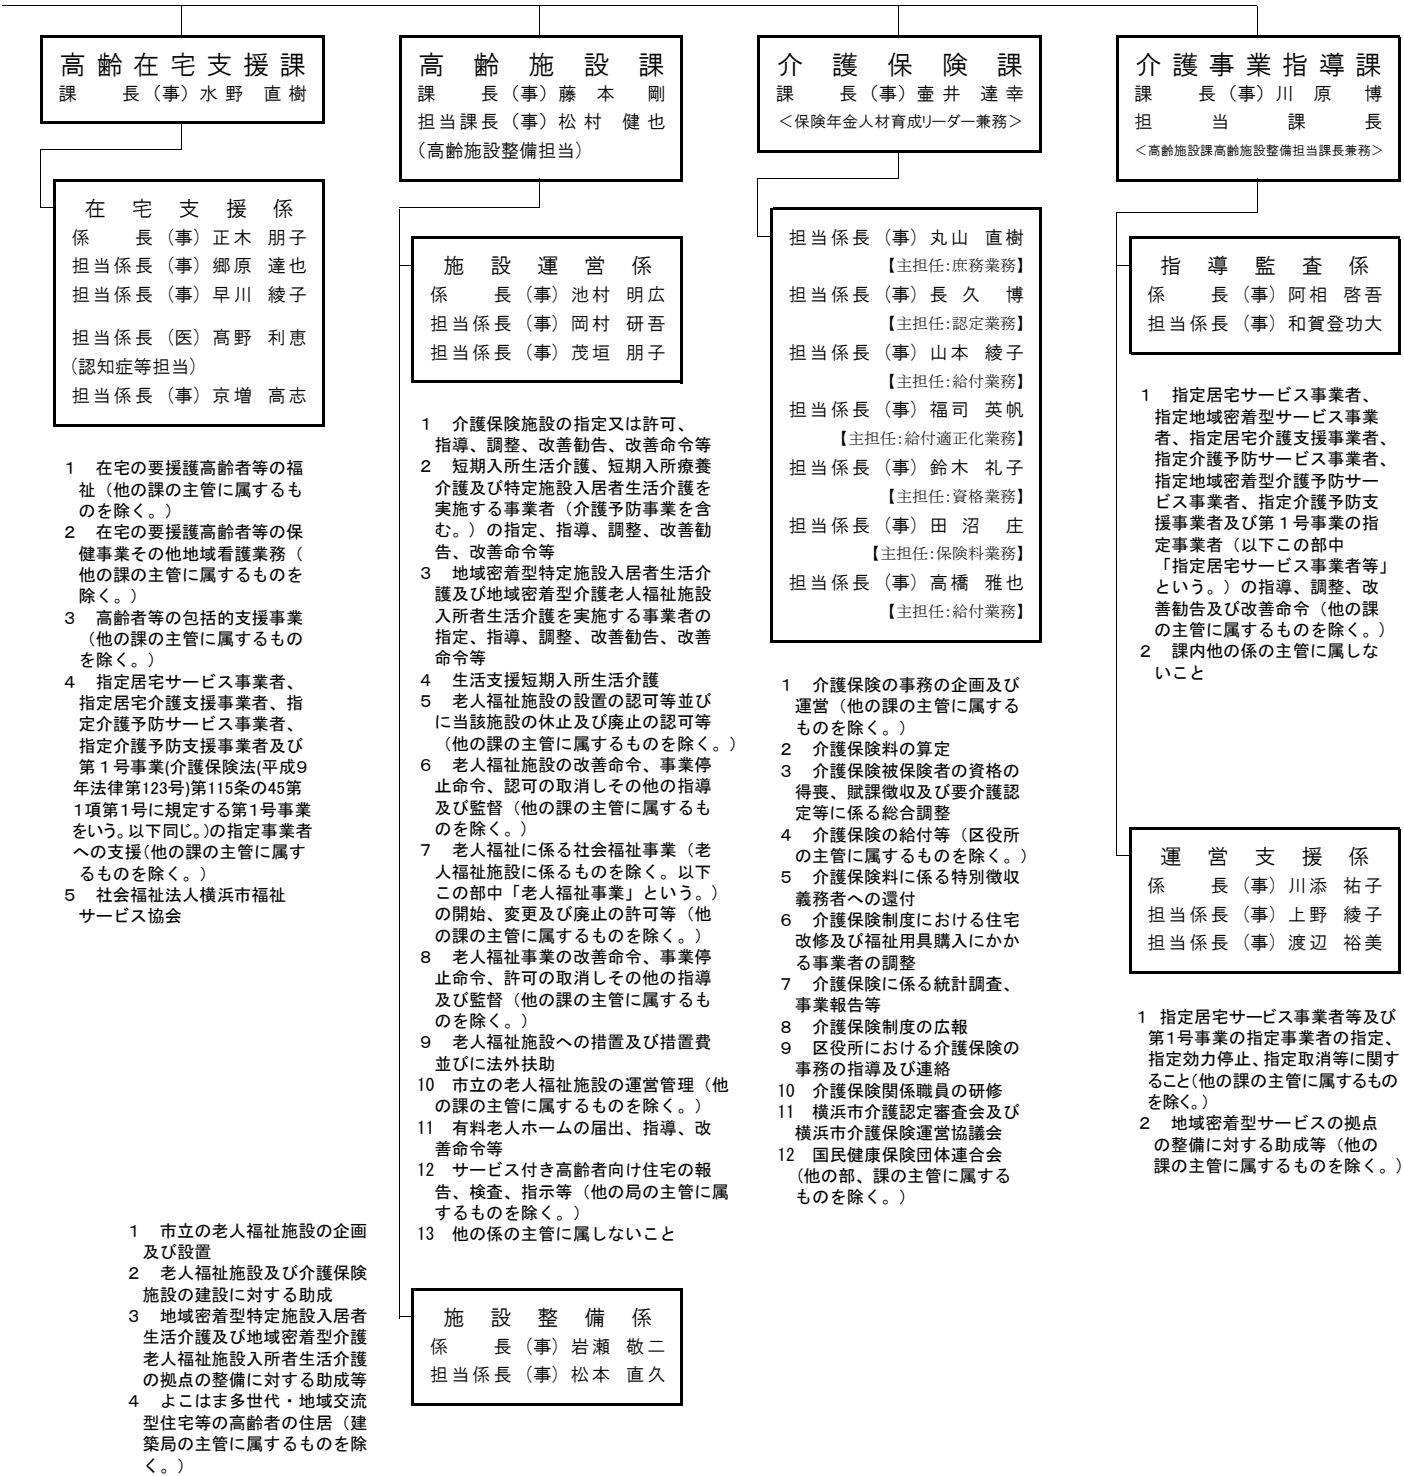 高齢在宅支援課
課　　長（事）水野　直樹
在宅支援係
係　　長（事）正木　朋子
担当係長（事）郷原　達也
担当係長（事）早川　綾子
担当係長（医）髙野　利恵
（認知症等担当）
担当係長（事）京増　高志
１　在宅の要援護高齢者等の福
祉（他の課の主管に属するも
のを除く。）
２　在宅の要援護高齢者等の保
健事業その他地域看護業務（
他の課の主管に属するものを
除く。）
３　高齢者等の包括的支援事業
（他の課の主管に属するもの
を除く。）
４　指定居宅サービス事業者、
指定居宅介護支援事業者、指
定介護予防サービス事業者、
指定介護予防支援事業者及び
第１号事業(介護保険法(平成９
年法律第123号)第115条の45第
１項第１号に規定する第１号事業
をいう。以下同じ。)の指定事業者
への支援(他の課の主管に属す
るものを除く。）
５　社会福祉法人横浜市福祉
サービス協会
高齢施設課
課　　長（事）藤本　剛
担当課長（事）松村　健也
（高齢施設整備担当）
施設運営係
係　　長（事）池村　明広
担当係長（事）岡村　研吾
担当係長（事）茂垣　朋子
１　介護保険施設の指定又は許可、
指導、調整、改善勧告、改善命令等
２　短期入所生活介護、短期入所療養
介護及び特定施設入居者生活介護を
実施する事業者（介護予防事業を含
む。）の指定、指導、調整、改善勧
告、改善命令等
３　地域密着型特定施設入居者生活介
護及び地域密着型介護老人福祉施設
入所者生活介護を実施する事業者の
指定、指導、調整、改善勧告、改善
命令等
４　生活支援短期入所生活介護
５　老人福祉施設の設置の認可等並び
に当該施設の休止及び廃止の認可等
（他の課の主管に属するものを除く。）
６　老人福祉施設の改善命令、事業停
止命令、認可の取消しその他の指導
及び監督（他の課の主管に属するも
のを除く。）
７　老人福祉に係る社会福祉事業（老
人福祉施設に係るものを除く。以下
この部中「老人福祉事業」という。）
の開始、変更及び廃止の許可等（他
の課の主管に属するものを除く。）
８　老人福祉事業の改善命令、事業停
止命令、許可の取消しその他の指導
及び監督（他の課の主管に属するも
のを除く。）
９　老人福祉施設への措置及び措置費
並びに法外扶助
10　市立の老人福祉施設の運営管理（他
の課の主管に属するものを除く。）
11　有料老人ホームの届出、指導、改
善命令等
12　サービス付き高齢者向け住宅の報
告、検査、指示等（他の局の主管に属
するものを除く。）
13　他の係の主管に属しないこと
施設整備係
係　　長（事）岩瀬　敬二
担当係長（事）松本　直久
１　市立の老人福祉施設の企画
及び設置
２　老人福祉施設及び介護保険
施設の建設に対する助成
３　地域密着型特定施設入居者
生活介護及び地域密着型介護
老人福祉施設入所者生活介護
の拠点の整備に対する助成等
４　よこはま多世代・地域交流
型住宅等の高齢者の住居（建
築局の主管に属するものを除
く。）
介護保険課
課　　長（事）壷井　達幸
＜保険年金人材育成リーダー兼務＞
担当係長（事）丸山　直樹
【主担任:庶務業務】
担当係長（事）長久　博
【主担任:認定業務】
担当係長（事）山本　綾子
【主担任:給付業務】
担当係長（事）福司　英帆
【主担任:給付適正化業務】
担当係長（事）鈴木　礼子
【主担任:資格業務】
担当係長（事）田沼　庄
【主担任:保険料業務】
担当係長（事）高橋　雅也
【主担任:給付業務】
１　介護保険の事務の企画及び
運営（他の課の主管に属する
ものを除く。）
２　介護保険料の算定
３　介護保険被保険者の資格の
得喪、賦課徴収及び要介護認
定等に係る総合調整
４　介護保険の給付等（区役所
の主管に属するものを除く。）
５　介護保険料に係る特別徴収
義務者への還付
６　介護保険制度における住宅
改修及び福祉用具購入にかか
る事業者の調整
７　介護保険に係る統計調査、
事業報告等
８　介護保険制度の広報
９　区役所における介護保険の
事務の指導及び連絡
10　介護保険関係職員の研修
11　横浜市介護認定審査会及び
横浜市介護保険運営協議会
12　国民健康保険団体連合会
（他の部、課の主管に属する
ものを除く。）
介護事業指導課
課　　長（事）川原　博
担当課長
＜高齢施設課高齢施設整備担当課長兼務＞
指導監査係
係　　長（事）阿相　啓吾
担当係長（事）和賀登功大
１　指定居宅サービス事業者、
指定地域密着型サービス事業
者、指定居宅介護支援事業者、
指定介護予防サービス事業者、
指定地域密着型介護予防サー
ビス事業者、指定介護予防支
援事業者及び第１号事業の指
定事業者（以下この部中
「指定居宅サービス事業者等」
という。）の指導、調整、改
善勧告及び改善命令（他の課
の主管に属するものを除く。）
２　課内他の係の主管に属しな
いこと
運営支援係
係　　長（事）川添　祐子
担当係長（事）上野　綾子
担当係長（事）渡辺　裕美
１　指定居宅サービス事業者等及び
第1号事業の指定事業者の指定、
指定効力停止、指定取消等に関す
ること(他の課の主管に属するもの
を除く。）
２　地域密着型サービスの拠点
の整備に対する助成等（他の
課の主管に属するものを除く。）